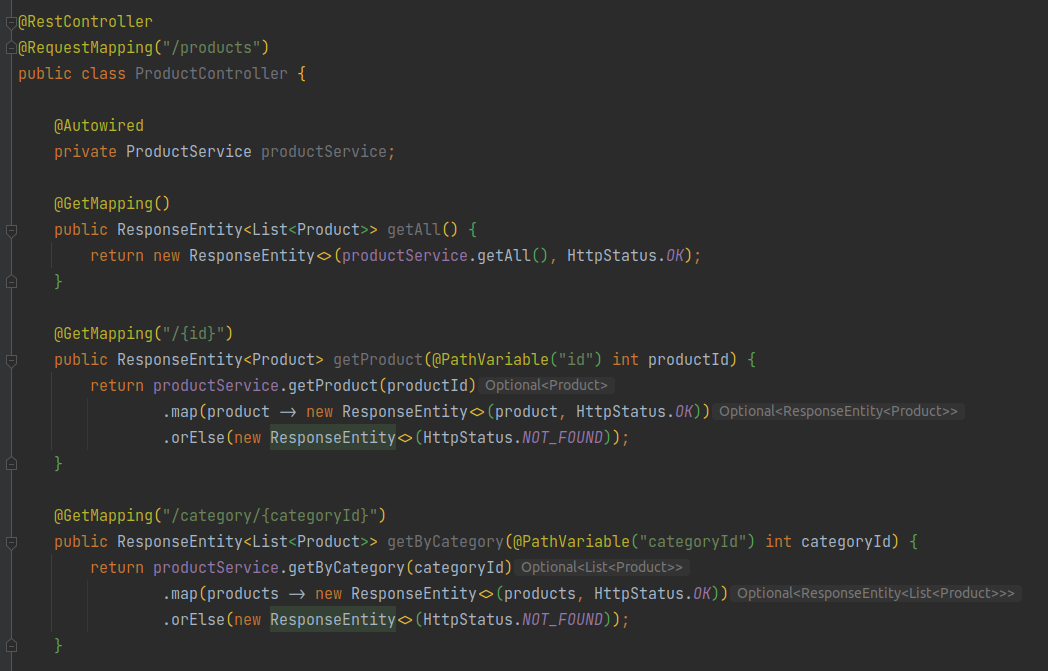 @RestController
@RequestMapping("/products")
public class ProductController {
@Autowired
private ProductService productService;
@GetMapping()
public ResponseEntity<List<Product>> getAll() {
return new ResponseEntity<>(productService.getAll(), HttpStatus.OK);
}
@GetMapping("/{id}")
public ResponseEntity<Product> getProduct(@PathVariable("id") int productId) {
return productService.getProduct(productId) Optional<Product>
.map(product → new ResponseEntity<>(product, HttpStatus.OK)) Optional<ResponseEntity<Product>>
.orElse(new ResponseEntity<>(HttpStatus.NOT_FOUND));
}
@GetMapping("/category/{categoryId}")
public ResponseEntity<List<Product>> getByCategory(@PathVariable("categoryId") int categoryId) {
return productService.getByCategory(categoryId) Optional<List<Product>>
.map(products → new ResponseEntity<>(products, HttpStatus.OK)) Optional<ResponseEntity<List<Product>>>
.orElse(new ResponseEntity<>(HttpStatus.NOT_FOUND));
}